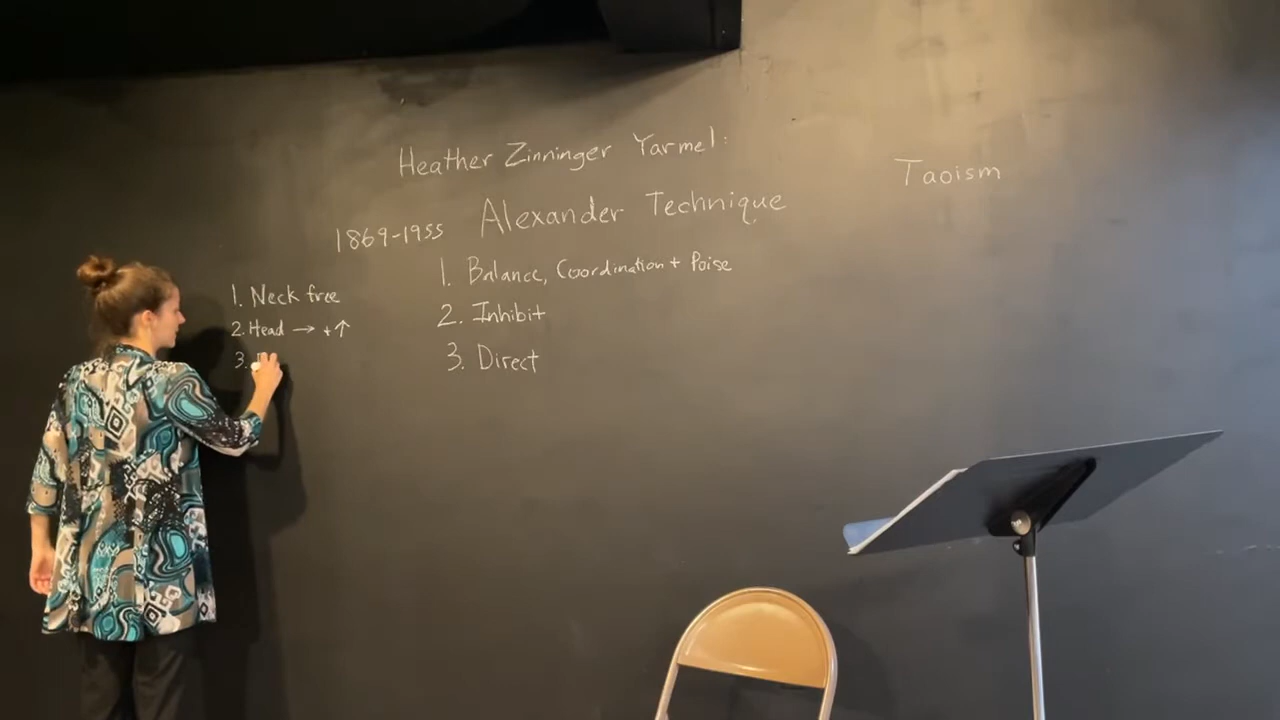 Heather Zinninger Yarmel:
Taoism
1869-1955 Alexander Technique
1. Balance, Coordination + Poise
2. Inhibit
3. Direct
1. Neck free
2. Head → + ↑
3.